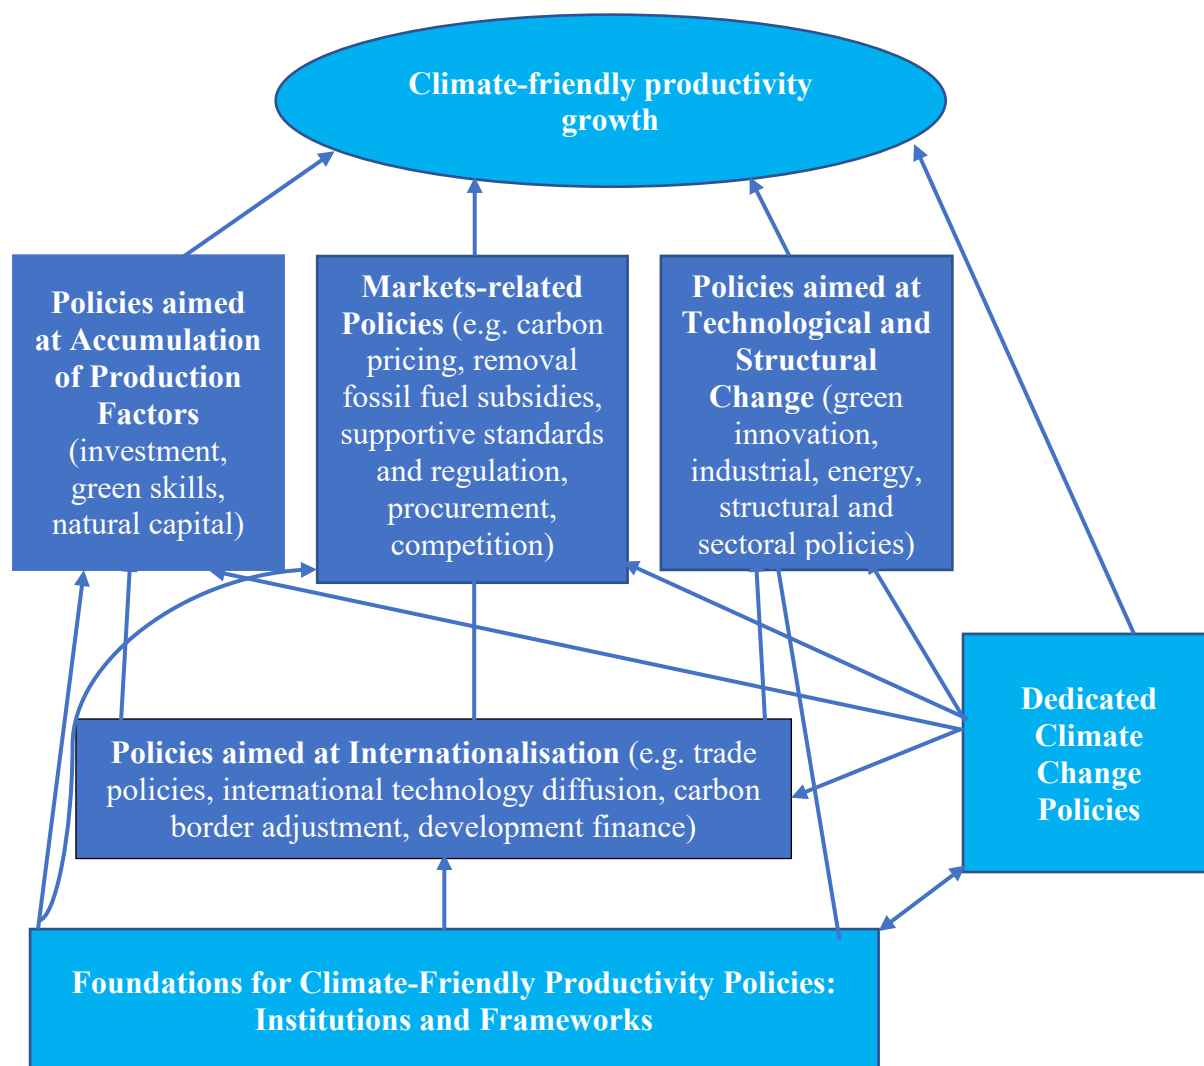 Climate-friendly productivity
growth
Policies aimed
at Accumulation
of Production
Factors
(investment,
green skills,
natural capital)
Markets-related
Policies (e.g. carbon
pricing, removal
fossil fuel subsidies,
supportive standards
and regulation,
procurement,
competition)
Policies aimed at
Technological and
Structural
Change (green
innovation,
industrial, energy,
structural and
sectoral policies)
Dedicated
Climate
Change
Policies
Policies aimed at Internationalisation (e.g. trade
policies, international technology diffusion, carbon
border adjustment, development finance)
Foundations for Climate-Friendly Productivity Policies:
Institutions and Frameworks